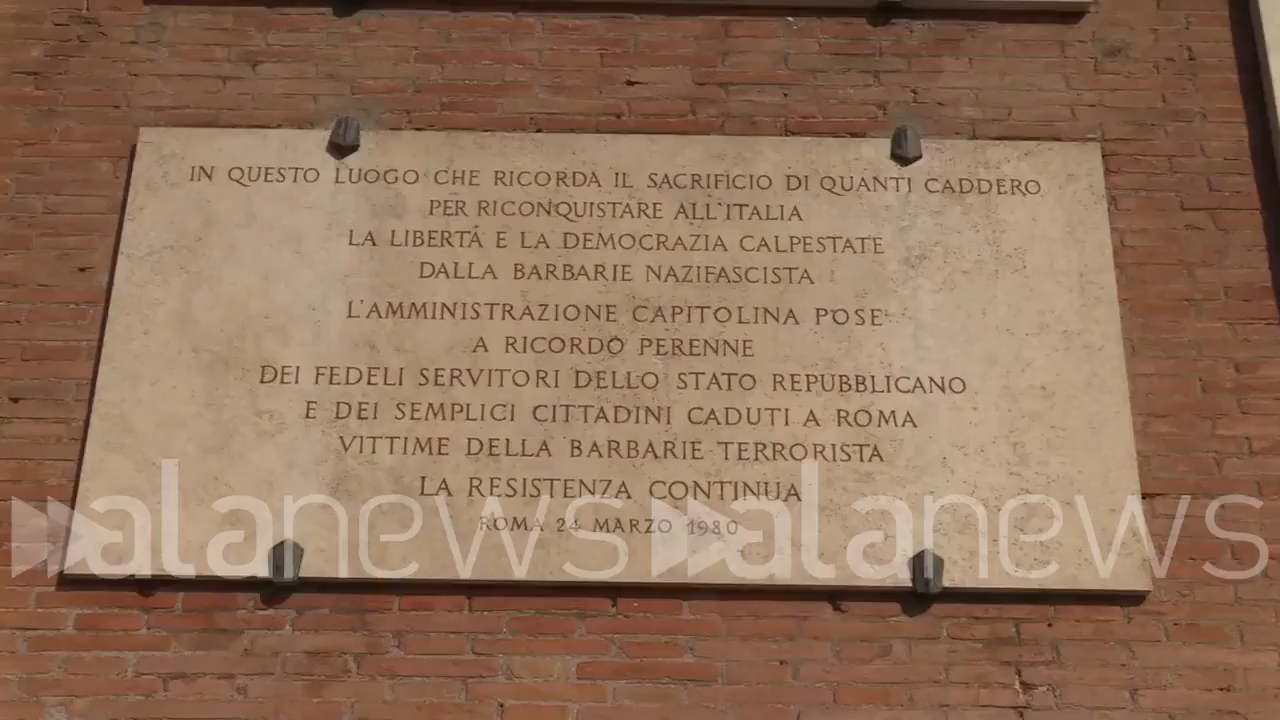 IN QUESTO LUOGO CHE RICORDA IL SACRIFICIO DI QUANTI CADDERO
PER RICONQUISTARE ALL'ITALIA
LA LIBERTÁ E LA DEMOCRAZIA CALPESTATE
DALLA BARBARIE NAZIFASCISTA
L'AMMINISTRAZIONE CAPITOLINA POSE
A RICORDO PERENNE
DEI FEDELI SERVITORI DELLO STATO REPUBBLICANO
E DEI SEMPLICI CITTADINI CADUTI A ROMA
VITTIME DELLA BARBARIE TERRORISTA
LA RESISTENZA CONTINUA
ROMA 24 MARZO 1980
alanews alanews